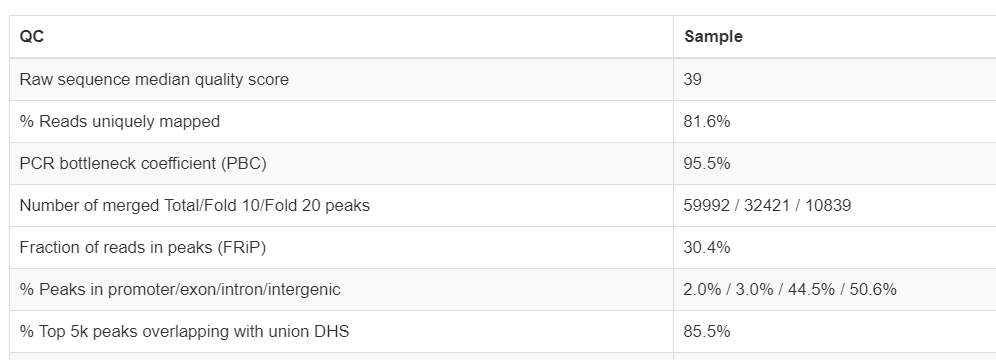 QC Sample
Raw sequence median quality score 39
% Reads uniquely mapped 81.6%
PCR bottleneck coefficient (PBC) 95.5%
Number of merged Total/Fold 10/Fold 20 peaks 59992 / 32421 / 10839
Fraction of reads in peaks (FRiP) 30.4%
% Peaks in promoter/exon/intron/intergenic 2.0% / 3.0% / 44.5% / 50.6%
% Top 5k peaks overlapping with union DHS 85.5%